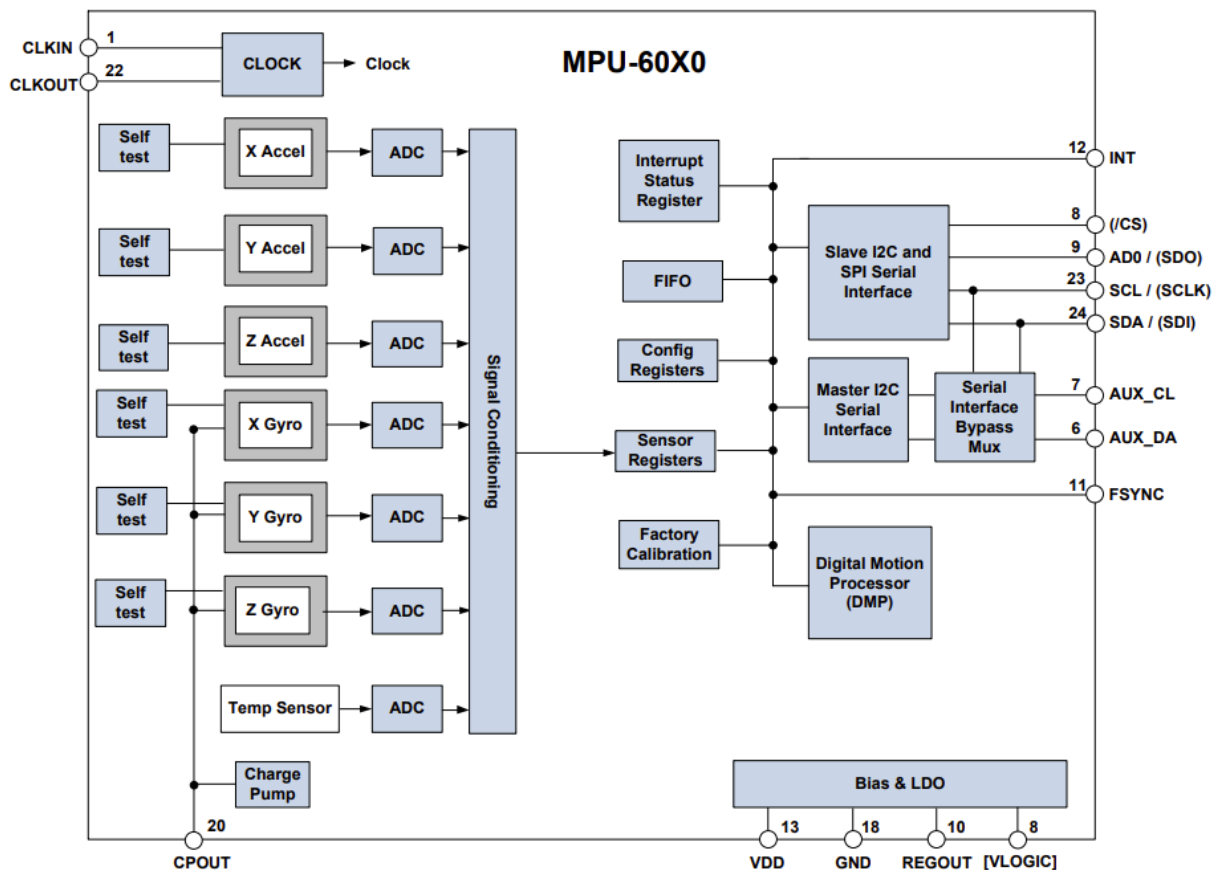 MPU-60X0
CLKIN
1
CLKOUT
22
CLOCK
Clock
Self
test
X Accel
ADC
Self
test
Y Accel
ADC
Self
test
Z Accel
ADC
Self
test
X Gyro
ADC
Self
test
Y Gyro
ADC
Self
test
Z Gyro
ADC
Temp Sensor
ADC
Charge
Pump
20
CPOUT
Signal Conditioning
Interrupt
Status
Register
FIFO
Config
Registers
Sensor
Registers
Factory
Calibration
Slave I2C and
SPI Serial
Interface
Master I2C
Serial
Interface
Serial
Interface
Bypass
Mux
Digital Motion
Processor
(DMP)
12
INT
8
(/CS)
9
AD0 / (SDO)
23
SCL / (SCLK)
24
SDA / (SDI)
7
AUX_CL
6
AUX_DA
11
FSYNC
Bias & LDO
13
VDD
18
GND
10
REGOUT
8
[VLOGIC]